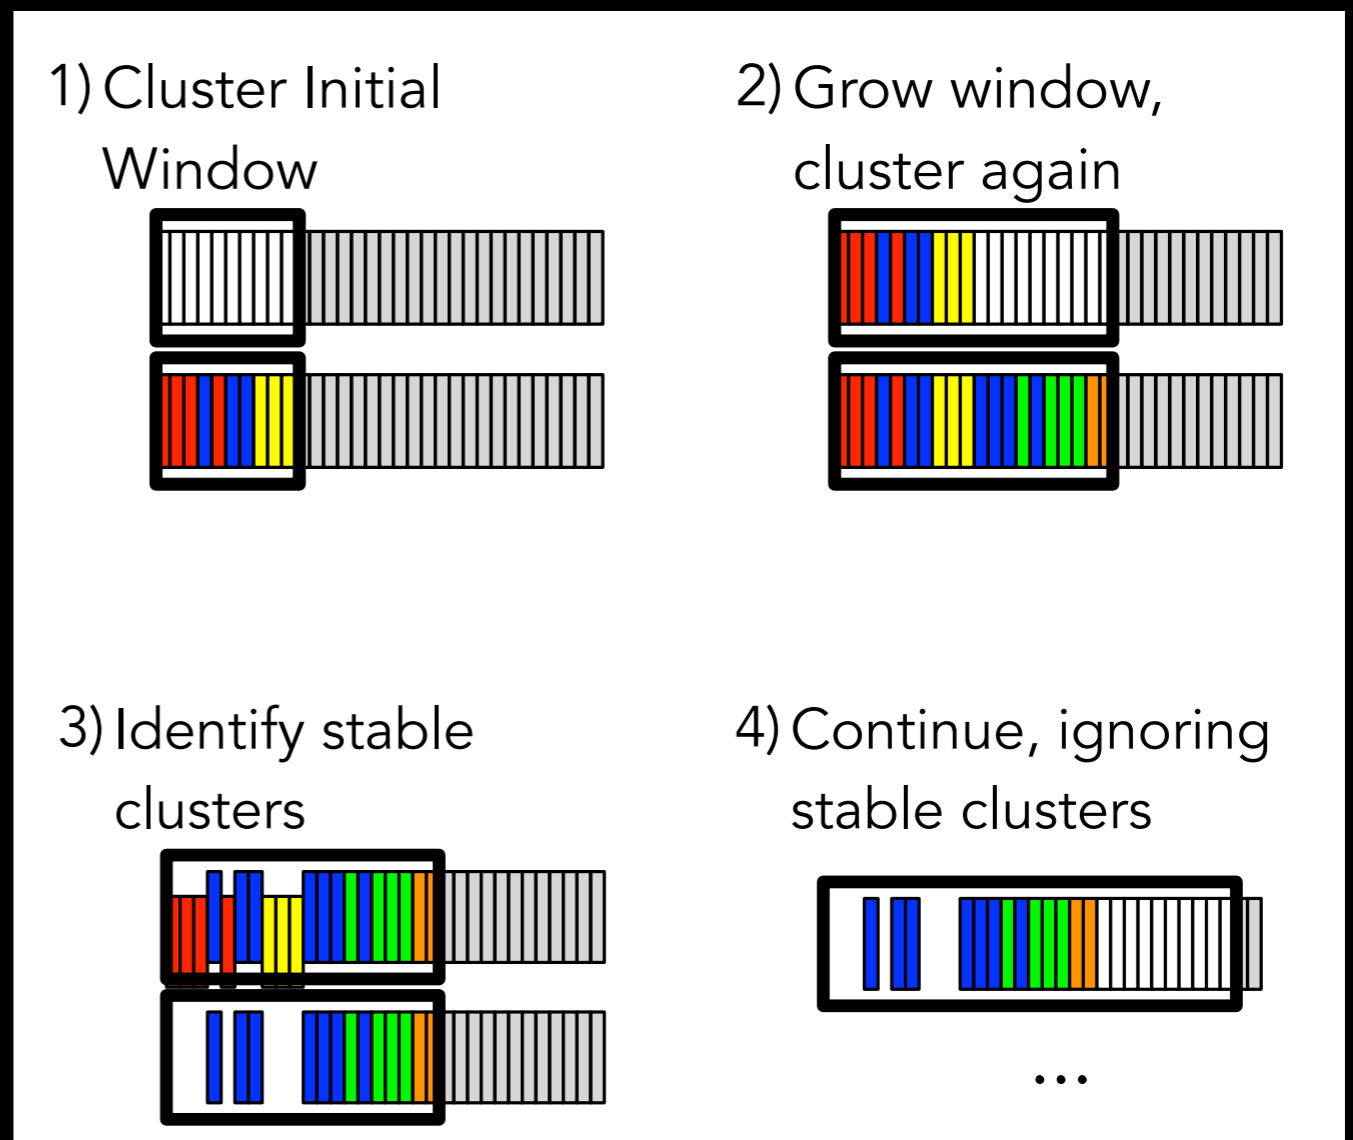 1) Cluster Initial
Window
2) Grow window,
cluster again
3) Identify stable
clusters
4) Continue, ignoring
stable clusters
...